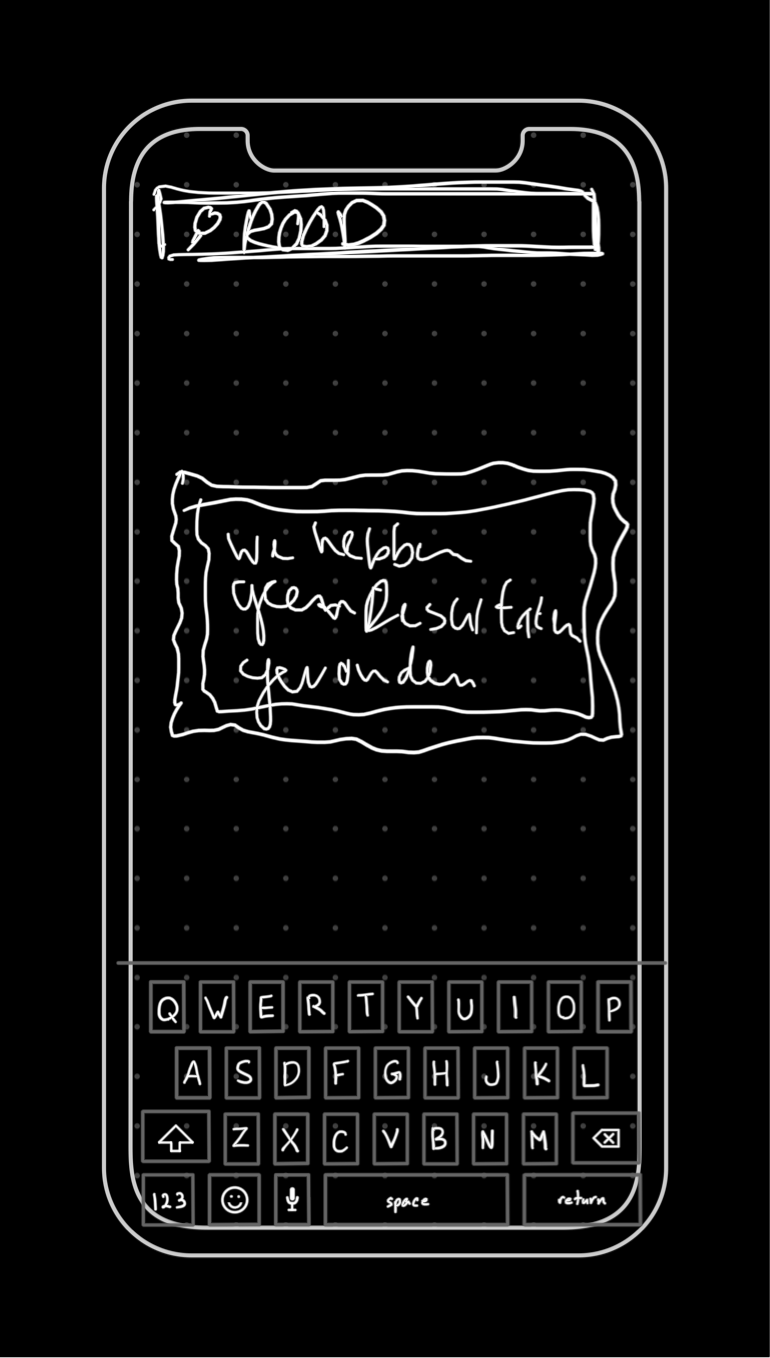 ROOD
We hebben
geen Resultaten
gevonden
Q W E R T Y U I O P
A S D F G H J K L
Z X C V B N M
123 space return